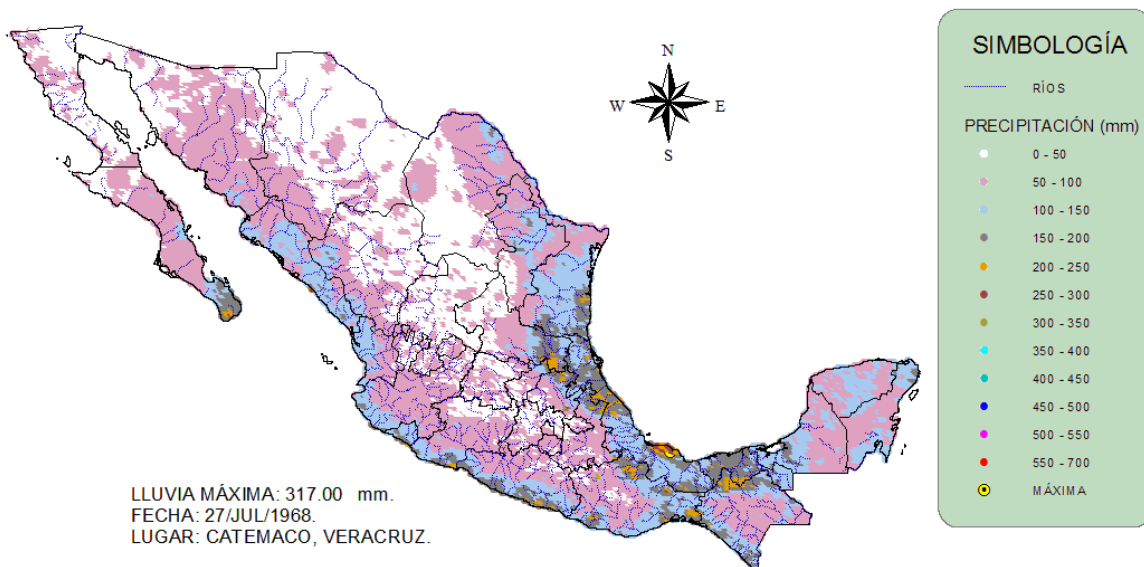 N
W
E
S
LLUVIA MÁXIMA: 317.00 mm.
FECHA: 27/JUL/1968.
LUGAR: CATEMACO, VERACRUZ.
SIMBOLOGÍA
RÍOS
PRECIPITACIÓN (mm)
0 - 50
50 - 100
100 - 150
150 - 200
200 - 250
250 - 300
300 - 350
350 - 400
400 - 450
450 - 500
500 - 550
550 - 700
MÁXIMA